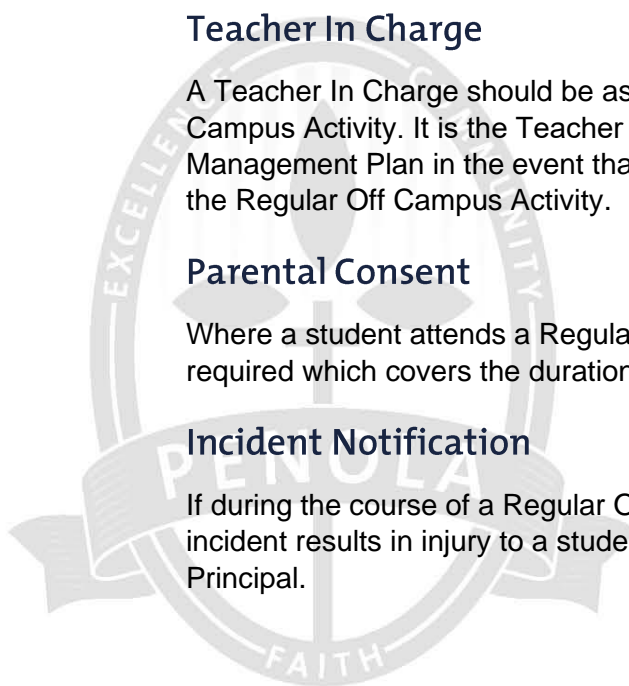 Teacher In Charge
A Teacher In Charge should be as
Campus Activity. It is the Teacher
Management Plan in the event tha
the Regular Off Campus Activity.
Parental Consent
Where a student attends a Regula
required which covers the duration
Incident Notification
If during the course of a Regular O
incident results in injury to a stude
Principal.
EXCELLENCE
COMMUNITY
PENOLA
FAITH